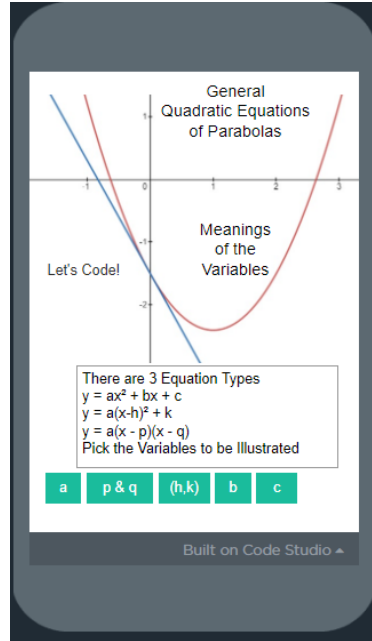 General
Quadratic Equations
of Parabolas
1
-1
0
1
2
3
Meanings
of the
Variables
-1
Let's Code!
-2
There are 3 Equation Types
y = ax² + bx + c
y = a(x-h)² + k
y = a(x - p)(x - q)
Pick the Variables to be Illustrated
a
p & q
(h,k)
b
c
Built on Code Studio